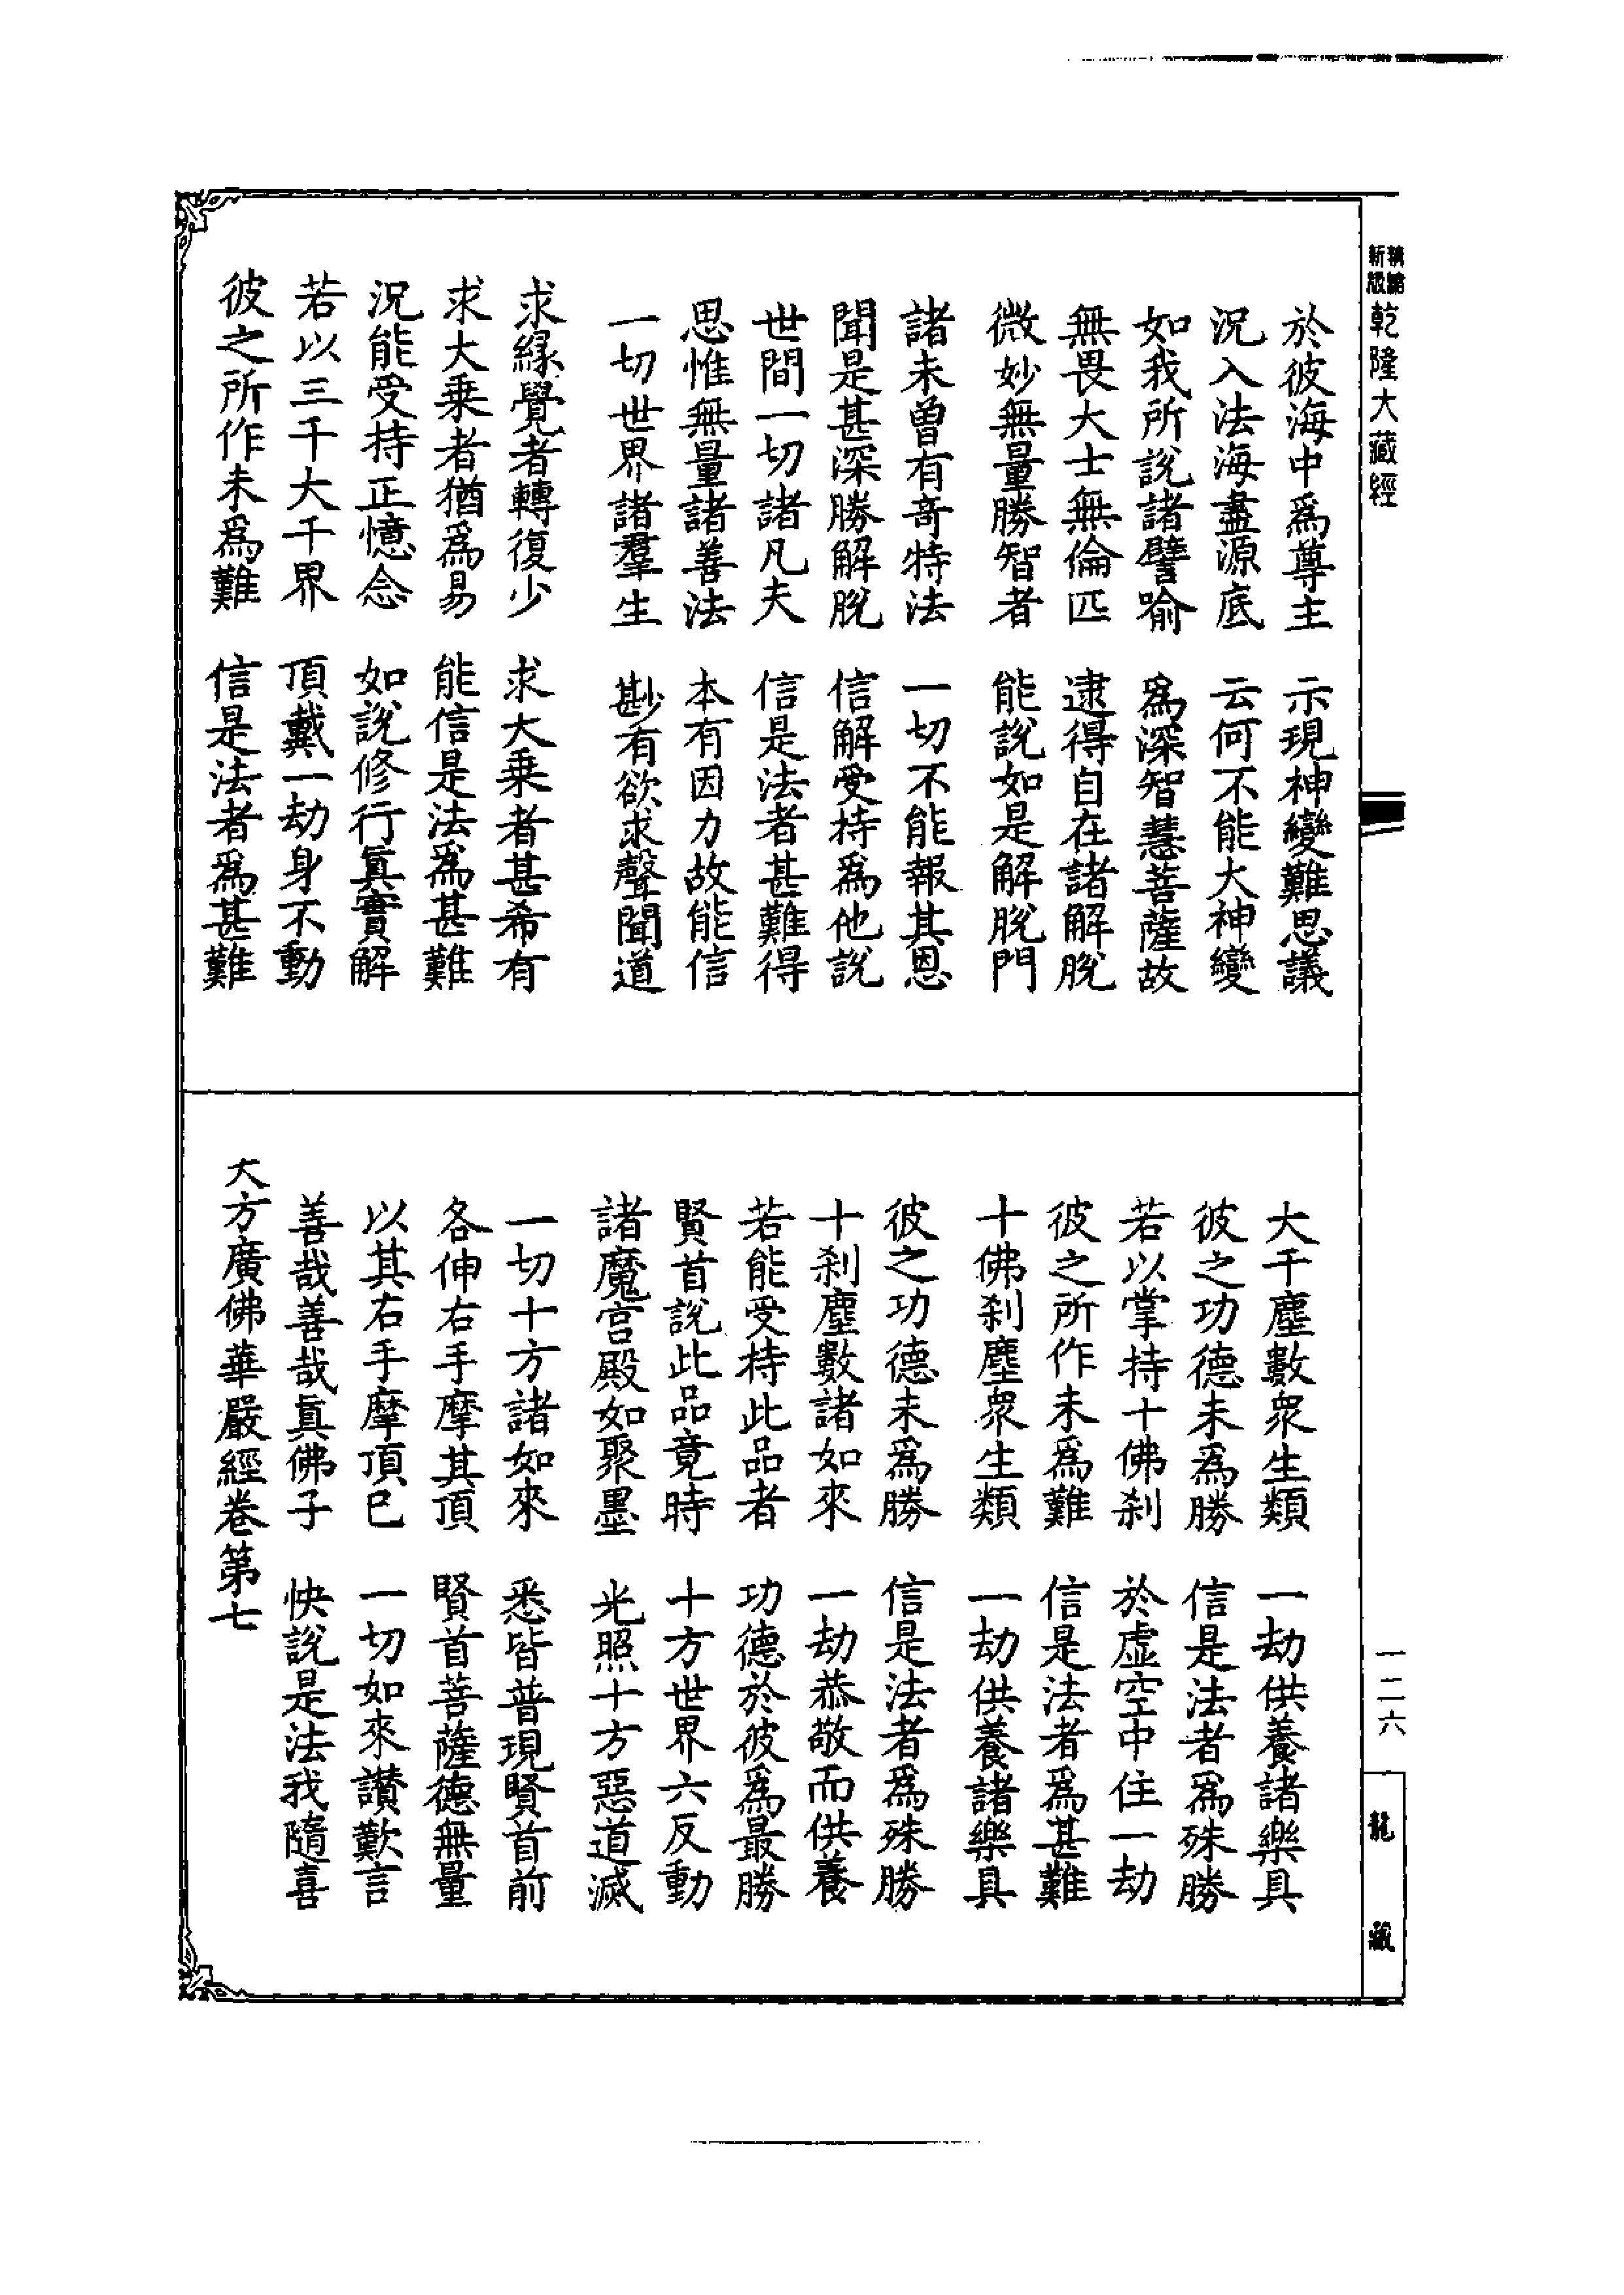 新版精縮乾隆大藏經
於彼海中爲尊主　示現神變難思議
況入法海盡源底　云何不能大神變
如我所說諸譬喻　爲深智慧菩薩故
無畏大士無倫匹　逮得自在諸解脫
微妙無量勝智者　能說如是解脫門
諸未曾有奇特法　一切不能報其恩
聞是甚深勝解脫　信解受持爲他說
世間一切諸凡夫　信是法者甚難得
思惟無量諸善法　本有因力故能信
一切世界諸羣生　尠有欲求聲聞道
求緣覺者轉復少　求大乘者甚希有
求大乘者猶爲易　能信是法爲甚難
況能受持正憶念　如說修行眞實解
若以三千大千界　頂戴一劫身不動
彼之所作未爲難　信是法者爲甚難
大千塵數衆生類　一劫供養諸樂具
彼之功德未爲勝　信是法者爲殊勝
若以掌持十佛刹　於虛空中住一劫
彼之所作未爲難　信是法者爲甚難
十佛刹塵衆生類　一劫供養諸樂具
彼之功德未爲勝　信是法者爲殊勝
十刹塵數諸如來　一劫恭敬而供養
若能受持此品者　功德於彼爲最勝
賢首說此品竟時　十方世界六反動
諸魔宮殿如聚墨　光照十方惡道滅
一切十方諸如來　悉皆普現賢首前
各伸右手摩其頂　賢首菩薩德無量
以其右手摩頂已　一切如來讚歎言
善哉善哉眞佛子　快說是法我隨喜
大方廣佛華嚴經卷第七
一二六
龍藏